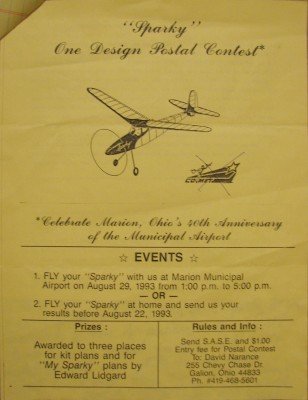 "Sparky"
One Design Postal Contest*
COMET
*Celebrate Marion, Ohio's 40th Anniversary
of the Municipal Airport
☆ EVENTS ☆
1. FLY your "Sparky" with us at Marion Municipal
Airport on August 29, 1993 from 1:00 p.m. to 5:00 p.m.
— OR —
2. FLY your "Sparky" at home and send us your
results before August 22, 1993.
Prizes :
Awarded to three places
for kit plans and for
"My Sparky" plans by
Edward Lidgard
Rules and Info :
Send S.A.S.E. and $1.00
Entry fee for Postal Contest
To: David Narance
255 Chevy Chase Dr.
Galion, Ohio 44833
Ph. #419-468-5601